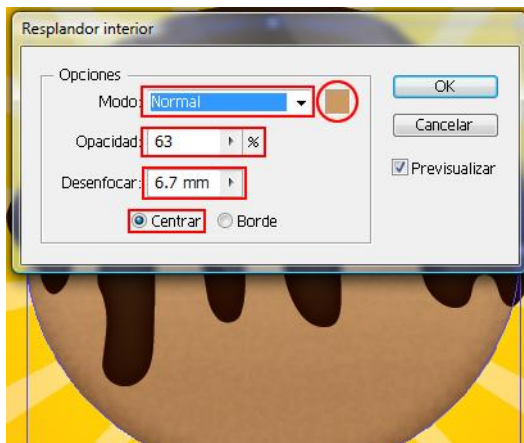 Resplandor interior
Opciones
Modo: Normal
Opacidad: 63 %
Desenfocar: 6.7 mm
Centrar Borde
OK
Cancelar
Previsualizar